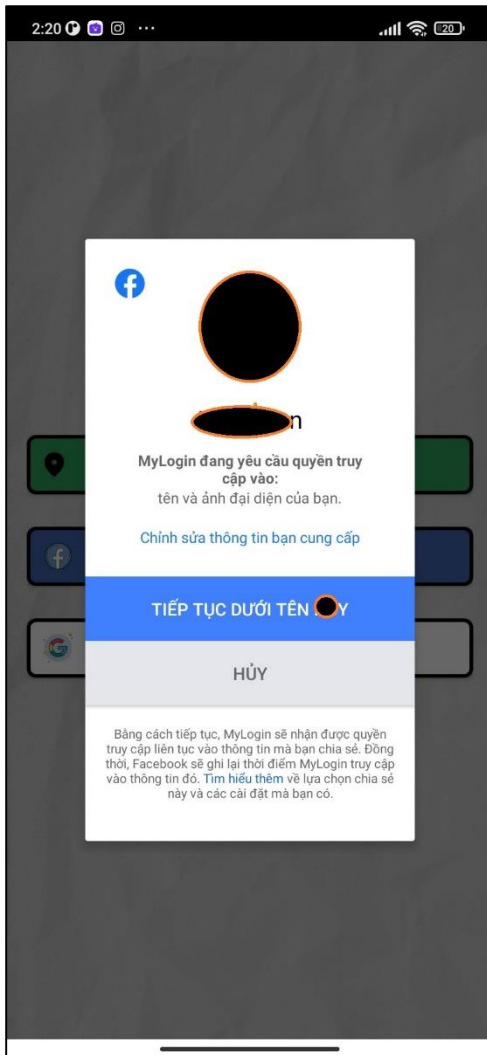 2:20
20
MyLogin đang yêu cầu quyền truy
cập vào:
tên và ảnh đại diện của bạn.
Chỉnh sửa thông tin bạn cung cấp
TIẾP TỤC DƯỚI TÊN
HỦY
Bằng cách tiếp tục, MyLogin sẽ nhận được quyền
truy cập liên tục vào thông tin mà bạn chia sẻ. Đồng
thời, Facebook sẽ ghi lại thời điểm MyLogin truy cập
vào thông tin đó. Tìm hiểu thêm về lựa chọn chia sẻ
này và các cài đặt mà bạn có.